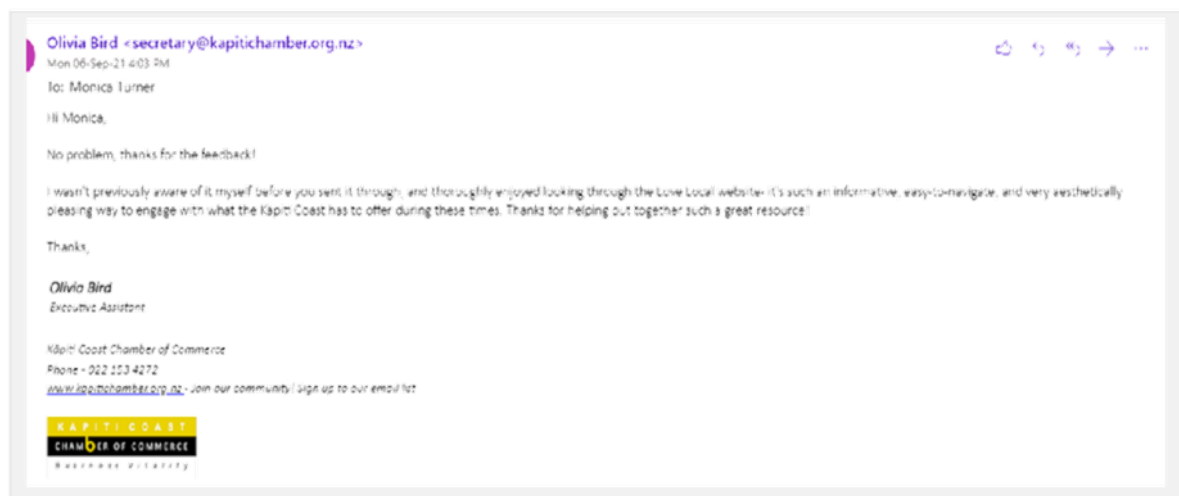 Olivia Bird <secretary@kapitichamber.org.nz>
Mon 06-Sep-21 4:03 PM
To: Monica Turner
Hi Monica,
No problem, thanks for the feedback!
I wasn't previously aware of it myself before you sent it through, and thoroughly enjoyed looking through the Love Local website- it's such an informative, easy-to-navigate, and very aesthetically
pleasing way to engage with what the Kapiti Coast has to offer during these times. Thanks for helping put together such a great resource!
Thanks,
Olivia Bird
Executive Assistant
Kāpiti Coast Chamber of Commerce
Phone - 022 153 4272
www.kapitichamber.org.nz - Join our community! Sign up to our email list
KAPITI COAST
CHAMBER OF COMMERCE
Business Vitality